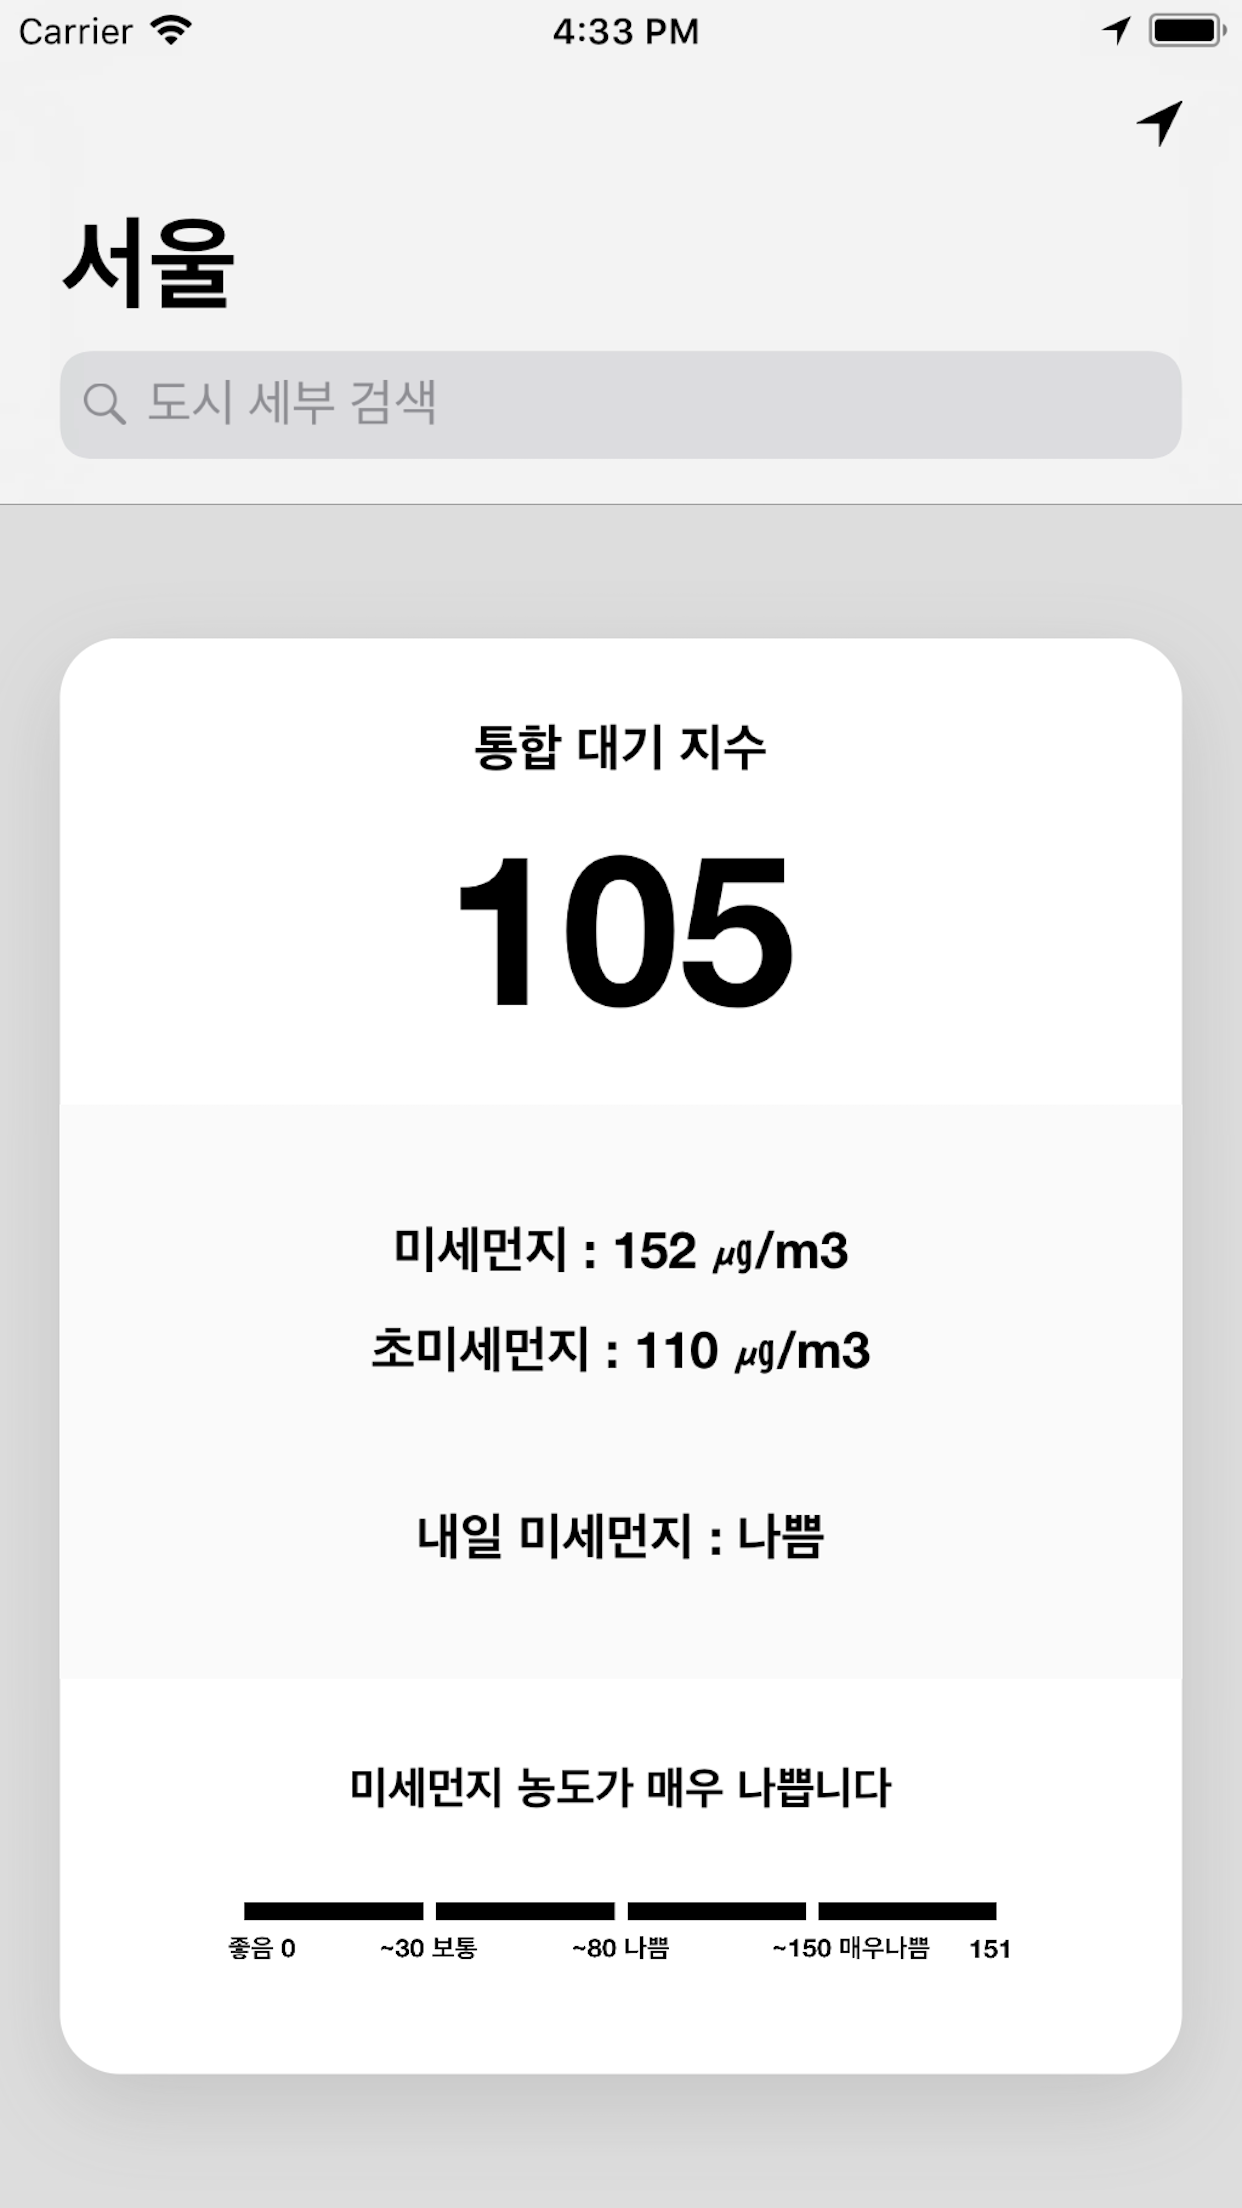 Carrier 4:33 PM
서울
도시 세부 검색
통합 대기 지수
105
미세먼지 : 152 ㎍/m3
초미세먼지 : 110 ㎍/m3
내일 미세먼지 : 나쁨
미세먼지 농도가 매우 나쁩니다
좋음 0 ~30 보통 ~80 나쁨 ~150 매우나쁨 151